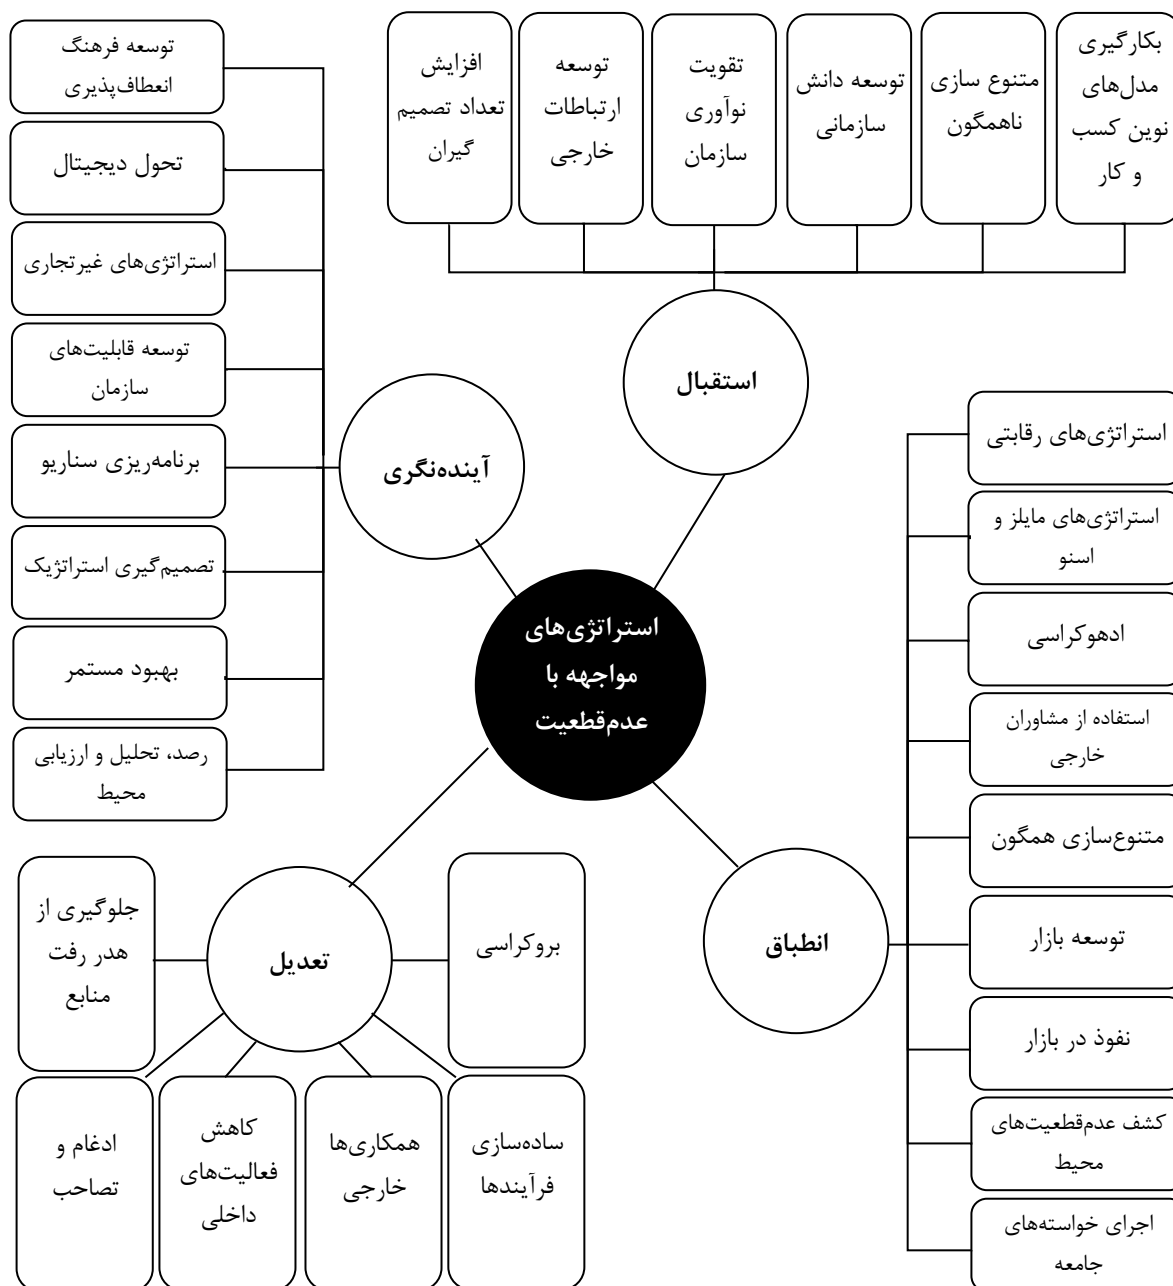 بکارگیری
مدل‌های
نوین کسب
و کار
متنوع سازی
ناهمگون
توسعه دانش
سازمانی
تقویت
نوآوری
سازمان
توسعه
ارتباطات
خارجی
افزایش
تعداد تصمیم
گیران
استقبال
توسعه فرهنگ
انعطاف‌پذیری
تحول دیجیتال
استراتژی‌های غیرتجاری
توسعه قابلیت‌های
سازمان
برنامه‌ریزی سناریو
تصمیم‌گیری استراتژیک
بهبود مستمر
رصد، تحلیل و ارزیابی
محیط
آینده‌نگری
استراتژی‌های
مواجهه با
عدم‌قطعیت
استراتژی‌های رقابتی
استراتژی‌های مایلز و
اسنو
ادهوکراسی
استفاده از مشاوران
خارجی
متنوع‌سازی همگون
توسعه بازار
نفوذ در بازار
کشف عدم‌قطعیت‌های
محیط
اجرای خواسته‌های
جامعه
انطباق
تعدیل
بروکراسی
جلوگیری از
هدر رفت
منابع
ساده‌سازی
فرآیندها
همکاری‌ها
خارجی
کاهش
فعالیت‌های
داخلی
ادغام و
تصاحب